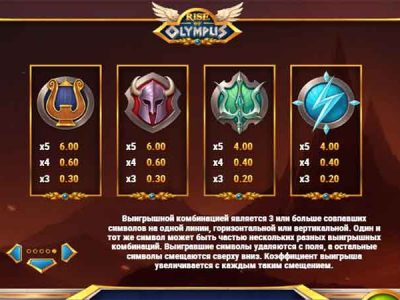 RISE
OF
OLYMPUS
x5 6.00
x4 0.60
x3 0.30
x5 6.00
x4 0.60
x3 0.30
x5 4.00
x4 0.40
x3 0.20
x5 4.00
x4 0.40
x3 0.20
Выигрышной комбинацией является 3 или больше совпавших
символов на одной линии, горизонтальной или вертикальной. Один и
тот же символ может быть частью нескольких разных выигрышных
комбинаций. Выигравшие символы удаляются с поля, а остальные
символы смещаются сверху вниз. Коэффициент выигрыша
увеличивается с каждым таким смещением.